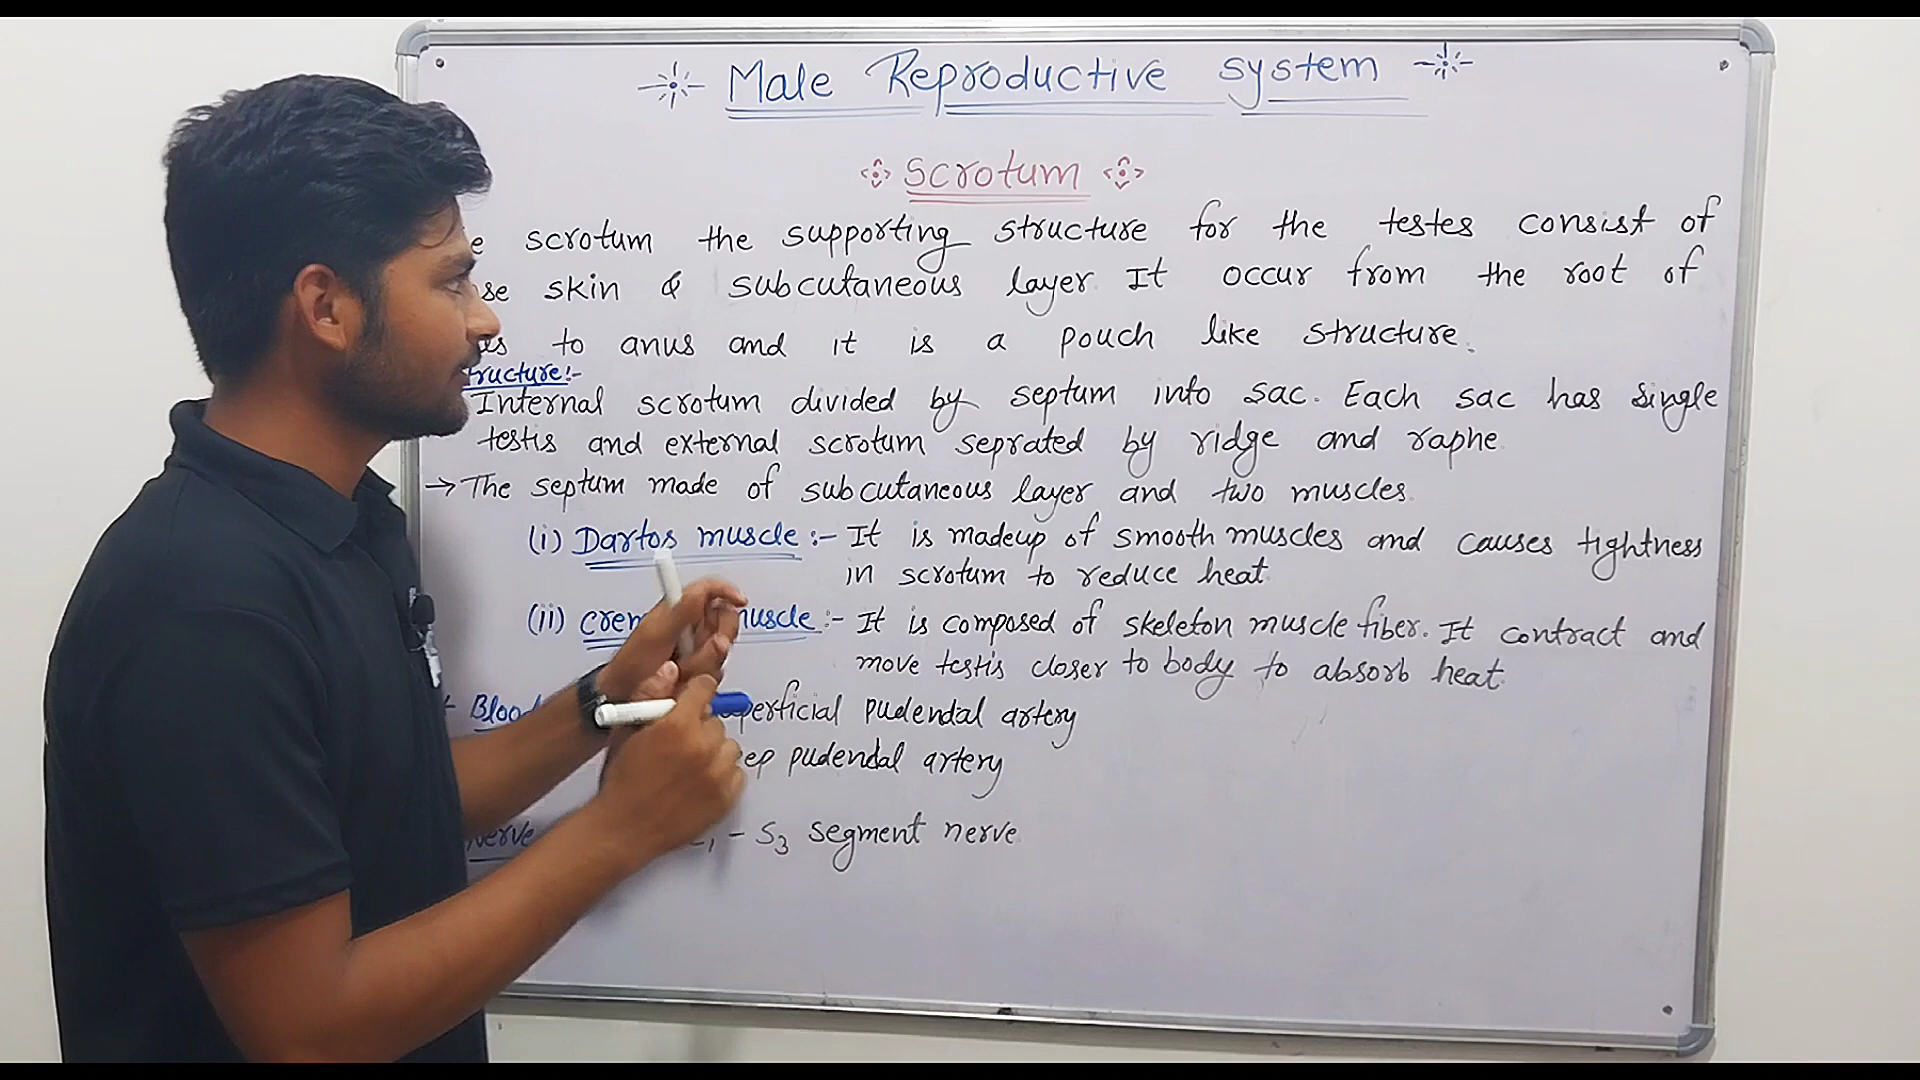 Male Reproductive system
scrotum
scrotum the supporting structure for the testes consist of
skin & subcutaneous layer. It occur from the root of
to anus and it is a pouch like structure.
structure:-
Internal scrotum divided by septum into sac. Each sac has single
testis and external scrotum seprated by ridge and raphe
→ The septum made of subcutaneous layer and two muscles.
(i) Dartos muscle :- It is madeup of smooth muscles and causes tightness
in scrotum to reduce heat.
(ii) muscle :- It is composed of skeleton muscle fiber. It contract and
move testis closer to body to absorb heat.
Blood superficial pudendal artery
deep pudendal artery
Nerve L1 - S3 segment nerve